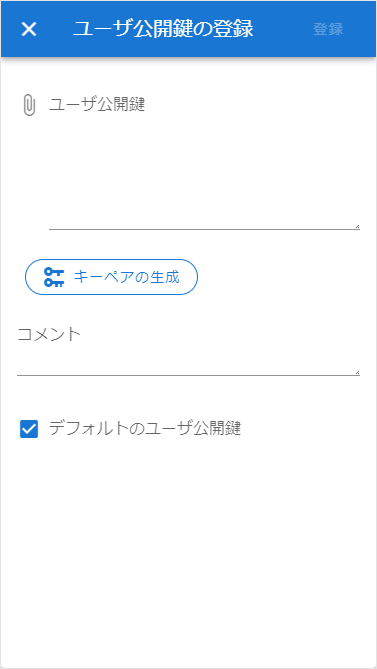 ユーザ公開鍵の登録
登録
ユーザ公開鍵
キーペアの生成
コメント
デフォルトのユーザ公開鍵